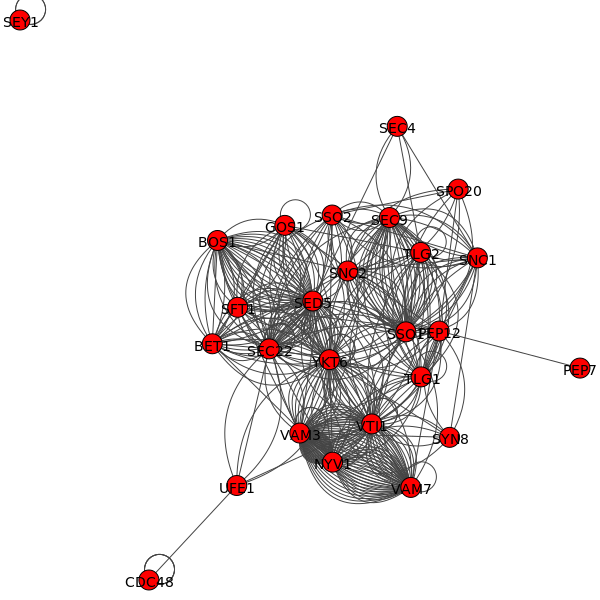 SEY1
SEC4
SPO20
SSO2
SEC9
GOS1
BOS1
TLG2
SNC1
SNC2
SED5
SFT1
SSO1
PEP12
BET1
SEC22
YKT6
PEP7
TLG1
VTI1
VAM3
SYN8
NYV1
UFE1
VAM7
CDC48